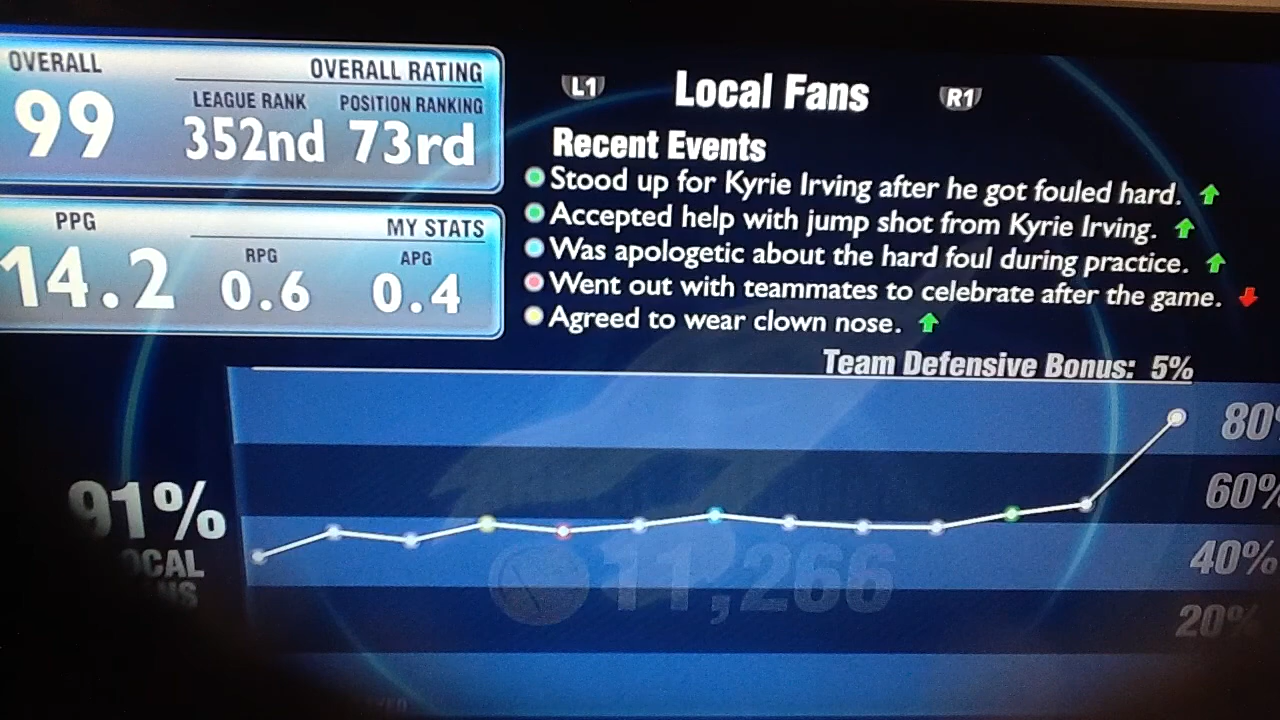 OVERALL
99
OVERALL RATING
LEAGUE RANK POSITION RANKING
352nd 73rd
PPG
14.2
MY STATS
RPG APG
0.6 0.4
L1 Local Fans R1
Recent Events
Stood up for Kyrie Irving after he got fouled hard.
Accepted help with jump shot from Kyrie Irving.
Was apologetic about the hard foul during practice.
Went out with teammates to celebrate after the game.
Agreed to wear clown nose.
Team Defensive Bonus: 5%
80%
60%
91%
40%
11,266
20%